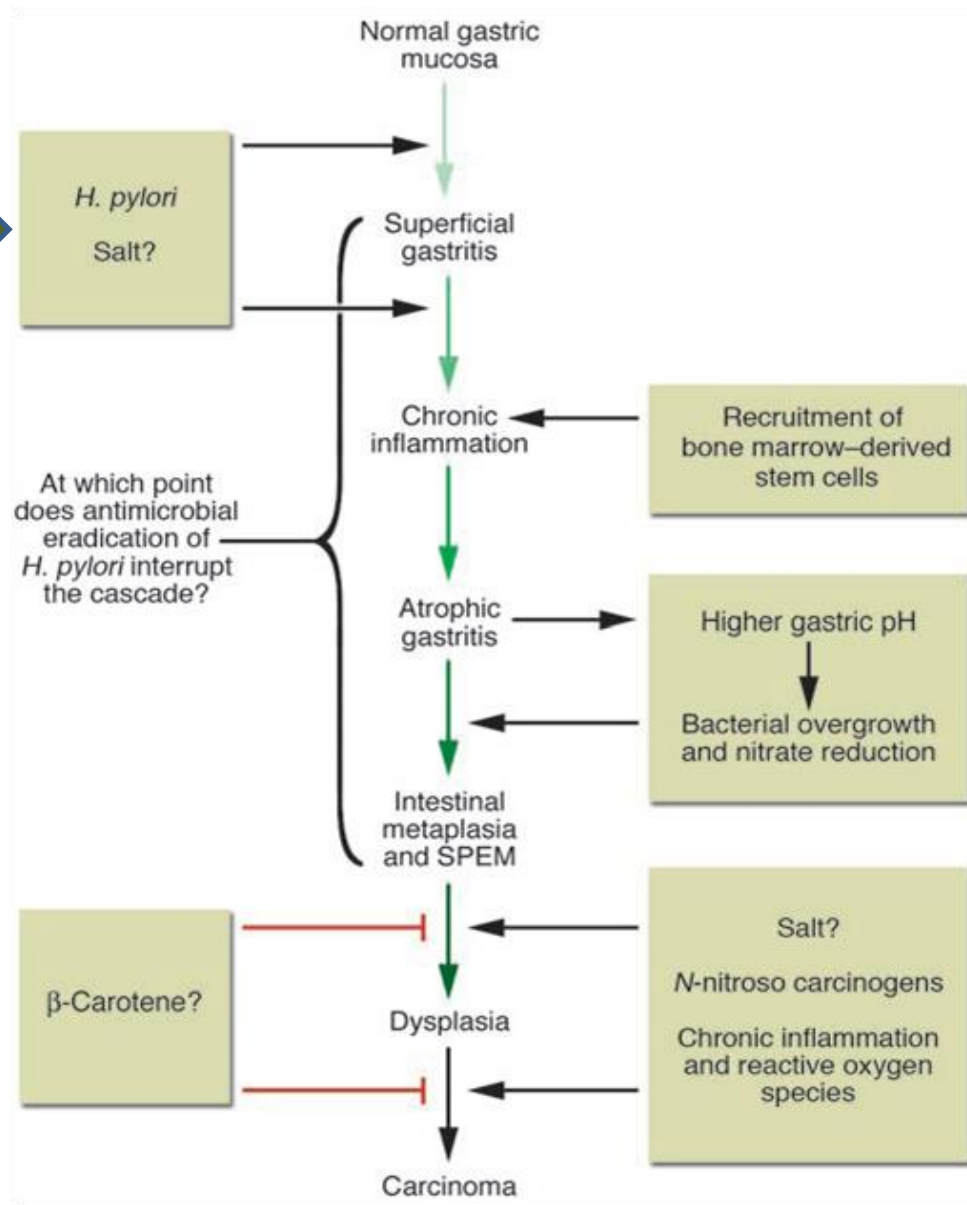 Normal gastric
mucosa
H. pylori
Salt?
Superficial
gastritis
Chronic
inflammation
Recruitment of
bone marrow–derived
stem cells
At which point
does antimicrobial
eradication of
H. pylori interrupt
the cascade?
Atrophic
gastritis
Higher gastric pH
Bacterial overgrowth
and nitrate reduction
Intestinal
metaplasia
and SPEM
Salt?
N-nitroso carcinogens
Chronic inflammation
and reactive oxygen
species
β-Carotene?
Dysplasia
Carcinoma